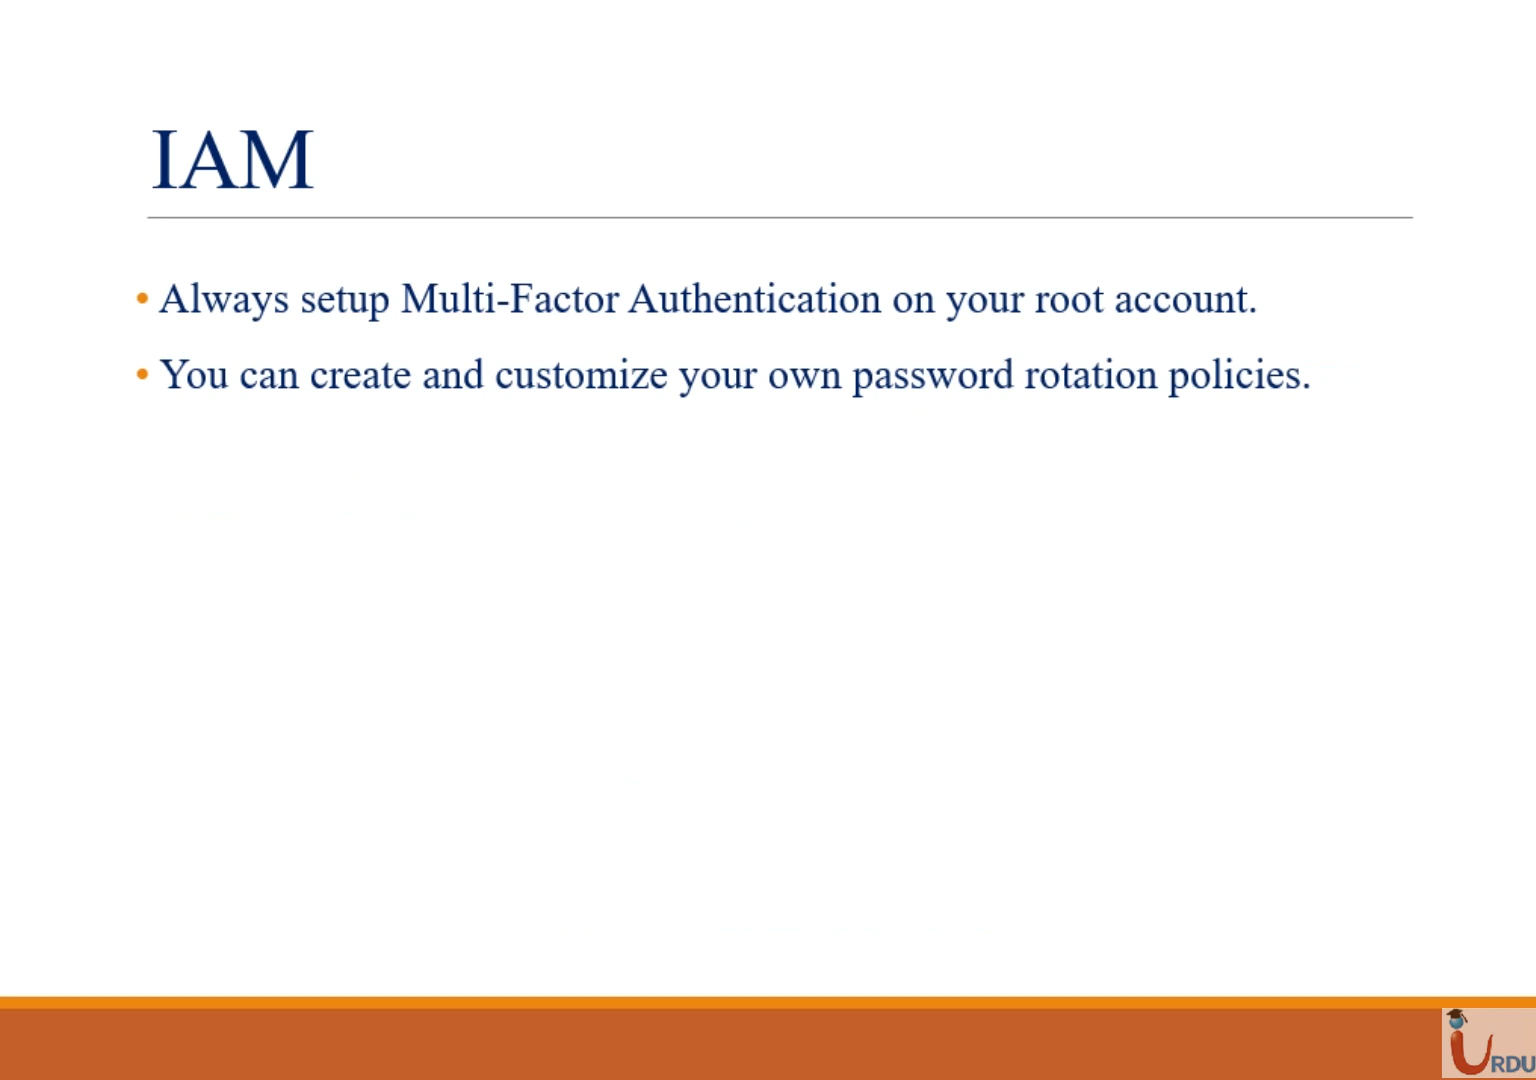 IAM
• Always setup Multi-Factor Authentication on your root account.
• You can create and customize your own password rotation policies.
iURDU